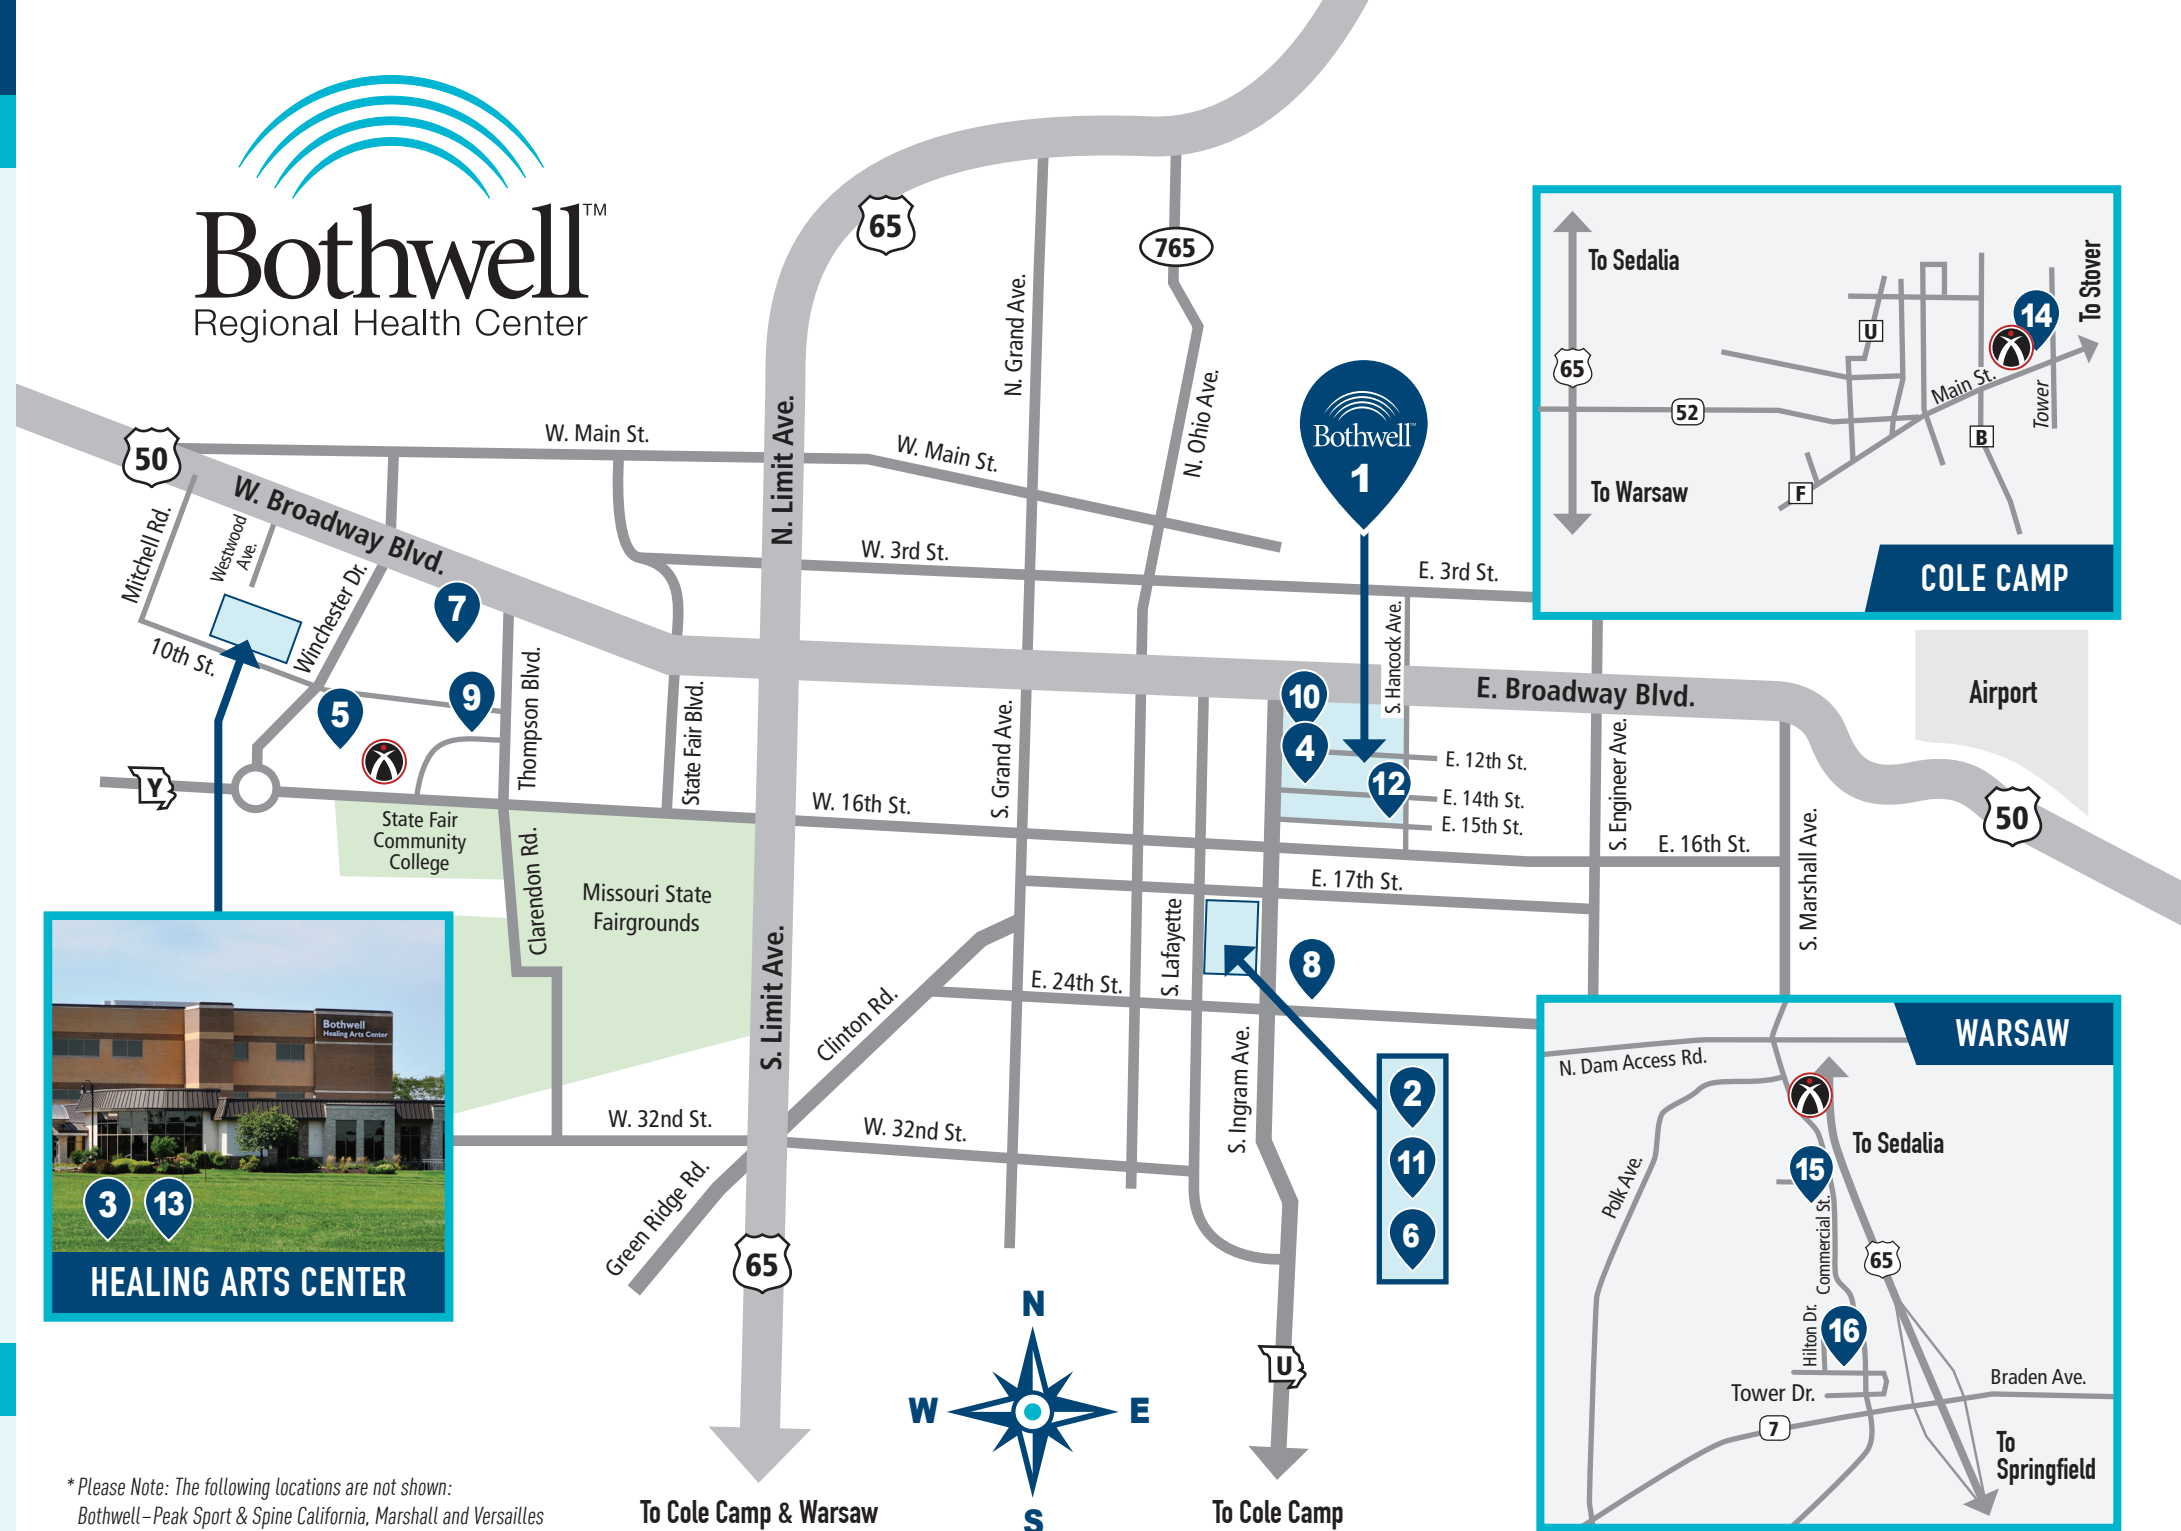 Bothwell™
Regional Health Center
65
765
N. Grand Ave.
N. Ohio Ave.
N. Limit Ave.
50
W. Main St.
W. Main St.
W. Broadway Blvd.
Mitchell Rd.
Westwood
Ave.
Winchester Dr.
10th St.
W. 3rd St.
E. 3rd St.
Bothwell™
1
S. Hancock Ave.
7
9
5
Thompson Blvd.
State Fair Blvd.
S. Grand Ave.
10
4
12
E. Broadway Blvd.
E. 12th St.
E. 14th St.
E. 15th St.
S. Engineer Ave.
E. 16th St.
S. Marshall Ave.
Airport
50
Y
W. 16th St.
State Fair
Community
College
Clarendon Rd.
Missouri State
Fairgrounds
E. 17th St.
S. Lafayette
8
E. 24th St.
Clinton Rd.
S. Limit Ave.
S. Ingram Ave.
W. 32nd St.
W. 32nd St.
Green Ridge Rd.
65
2
11
6
U
Bothwell
Healing Arts Center
3
13
HEALING ARTS CENTER
N
W
E
S
To Cole Camp & Warsaw
To Cole Camp
* Please Note: The following locations are not shown:
Bothwell–Peak Sport & Spine California, Marshall and Versailles
To Sedalia
65
To Warsaw
52
U
14
To Stover
Main St.
Tower
B
F
COLE CAMP
WARSAW
N. Dam Access Rd.
To Sedalia
15
Polk Ave.
Commercial St.
65
Hilton Dr.
16
Tower Dr.
Braden Ave.
7
To
Springfield